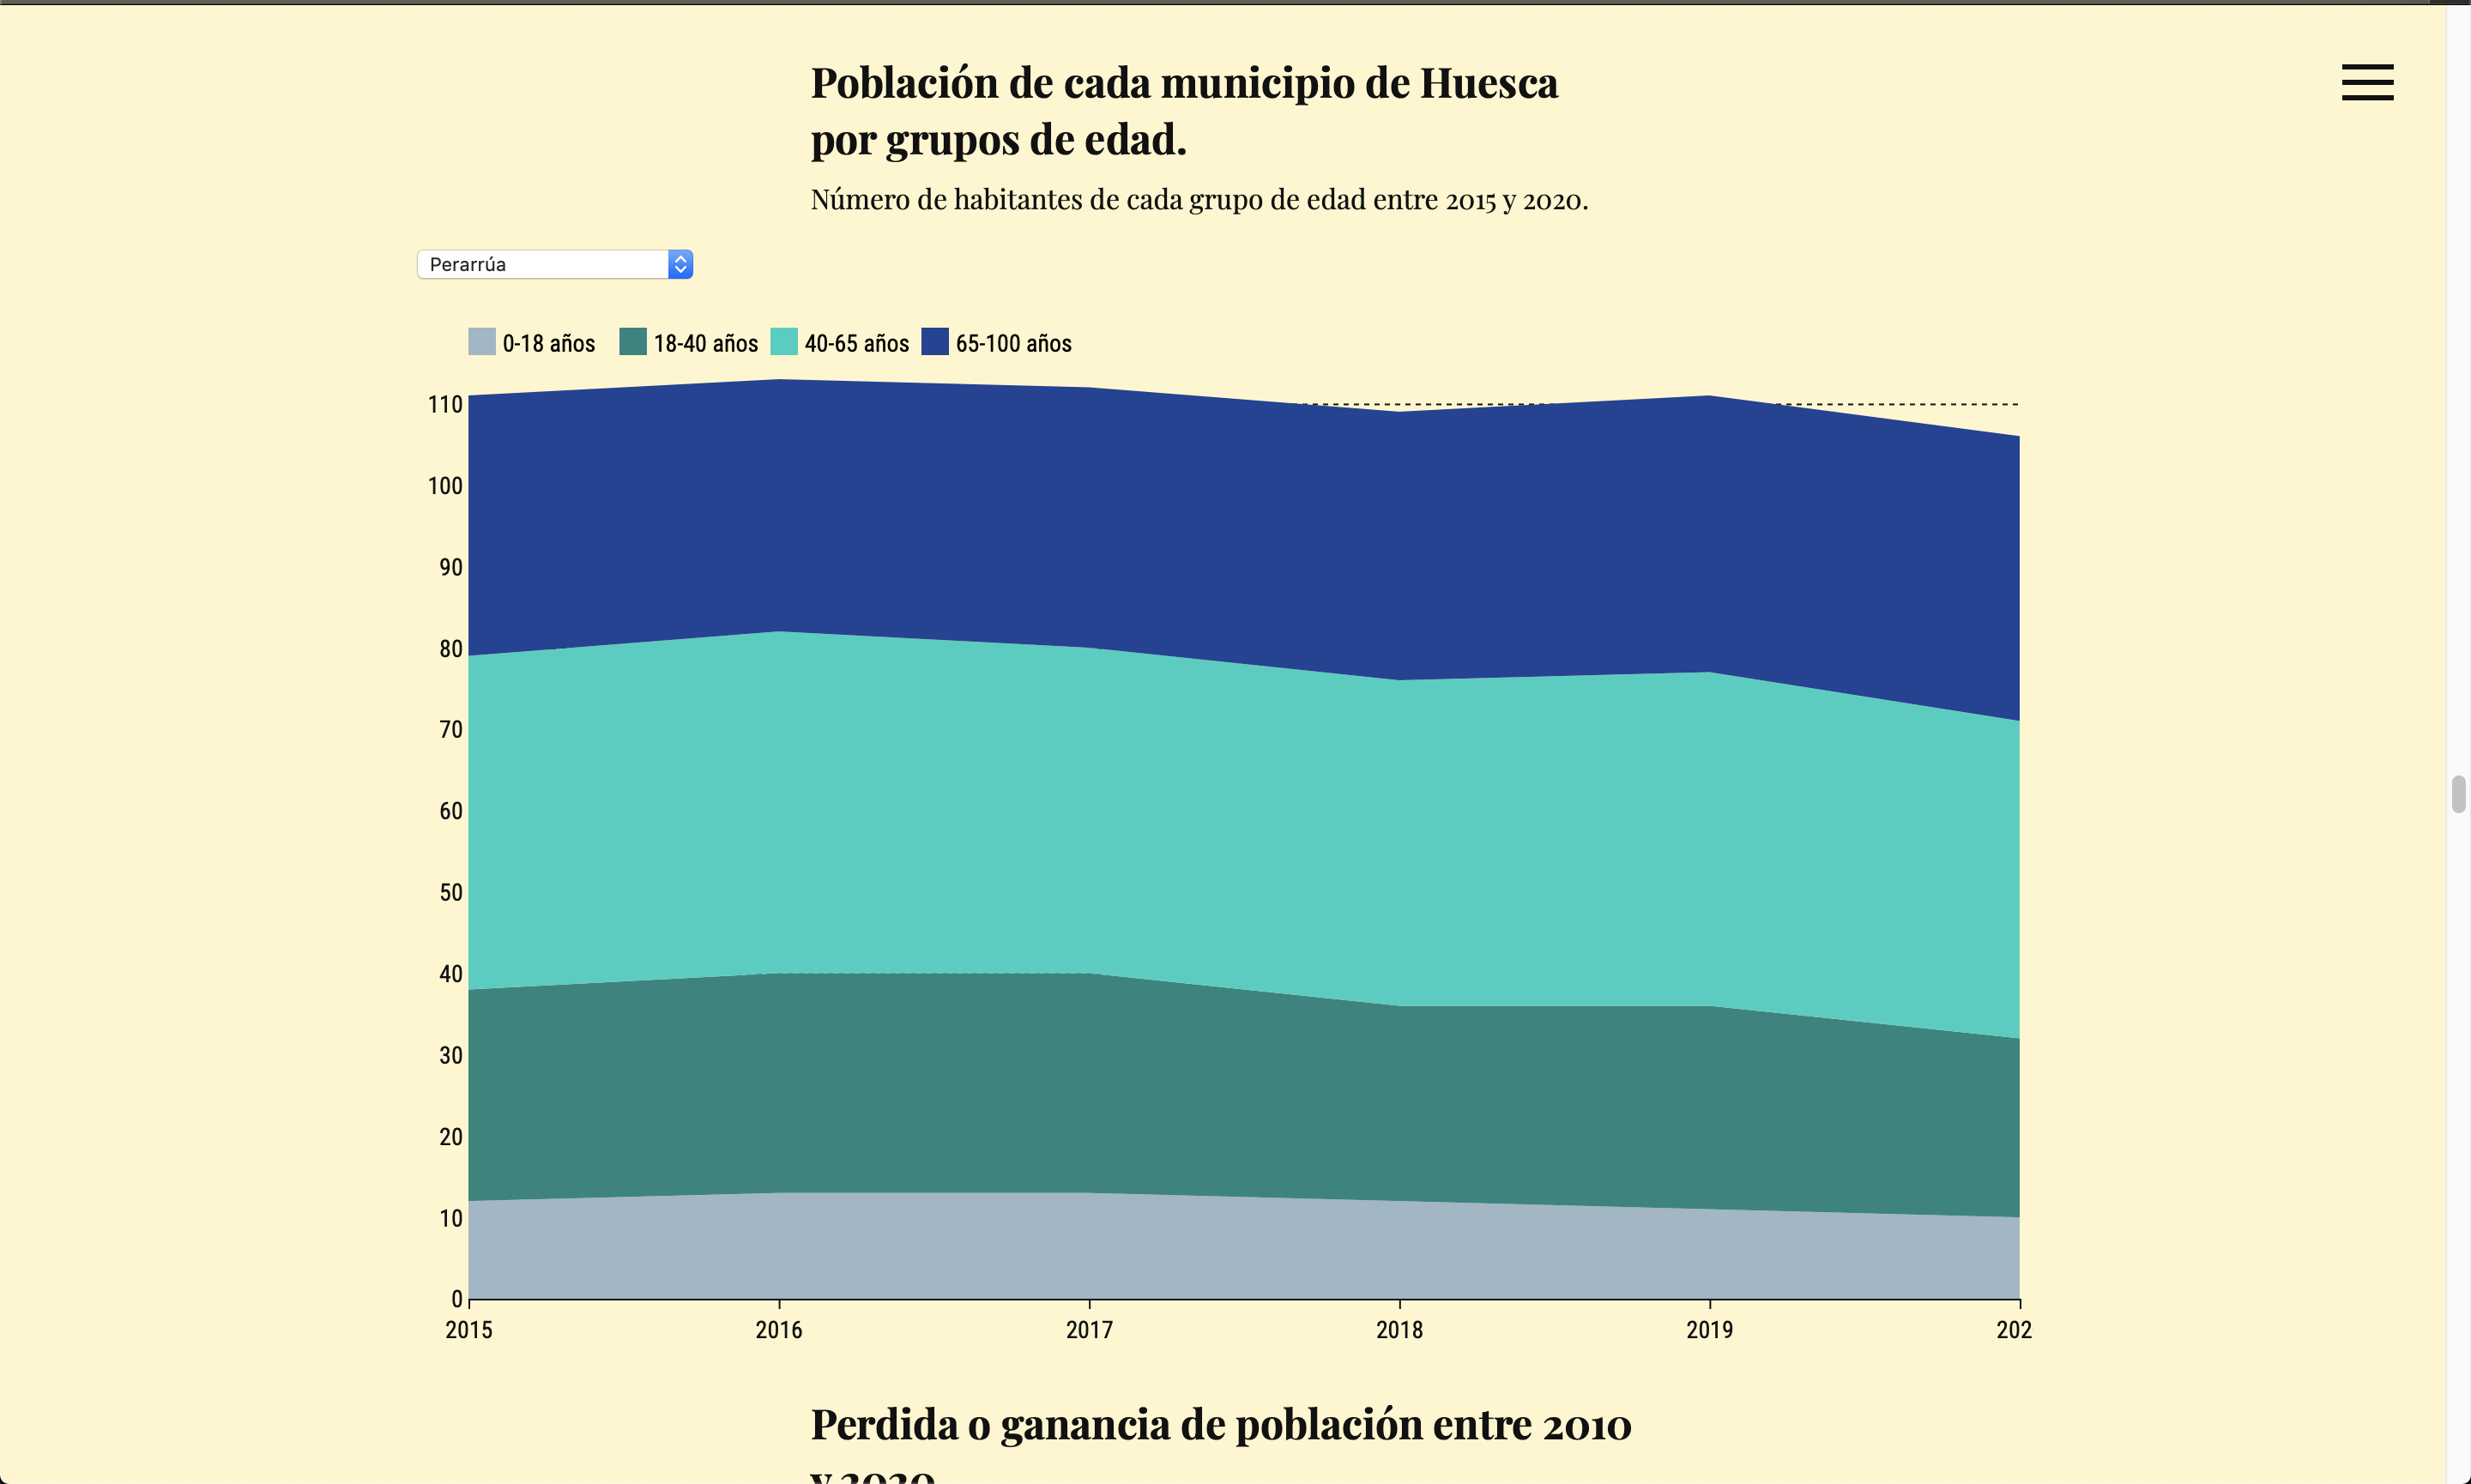 Población de cada municipio de Huesca
por grupos de edad.
Número de habitantes de cada grupo de edad entre 2015 y 2020.
Perarrúa
0-18 años 18-40 años 40-65 años 65-100 años
110
100
90
80
70
60
50
40
30
20
10
0
2015 2016 2017 2018 2019 202
Perdida o ganancia de población entre 2010
y 2020